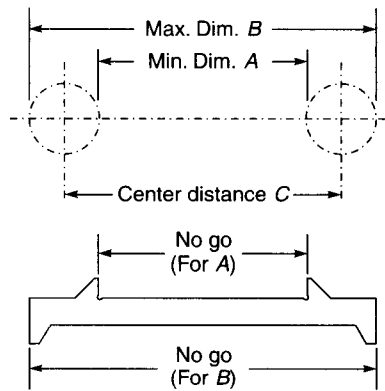 Max. Dim. B
Min. Dim. A
Center distance C
No go
(For A)
No go
(For B)